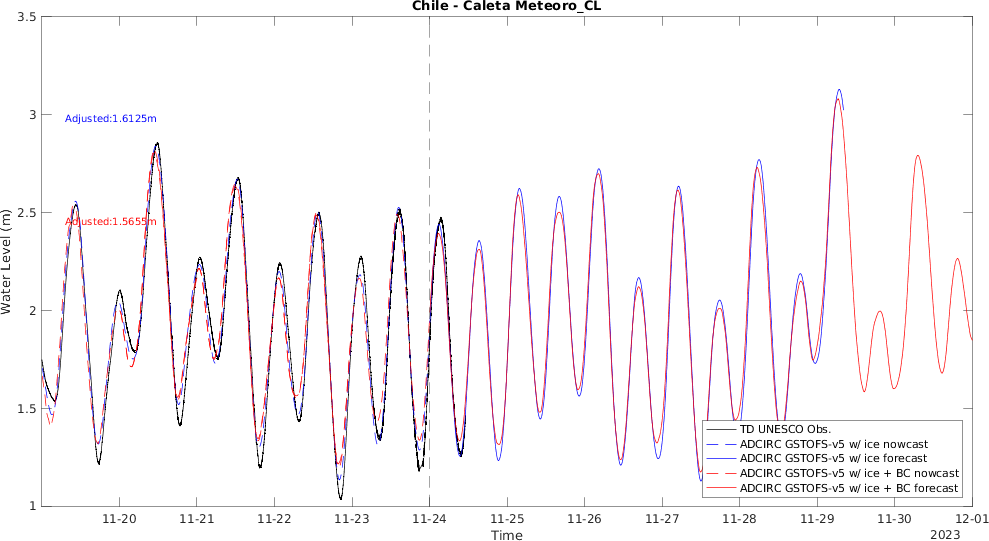 Chile - Caleta Meteoro_CL
3.5
3
2.5
2
1.5
1
Water Level (m)
Adjusted:1.6125m
Adjusted:1.5655m
TD UNESCO Obs.
ADCIRC GSTOFS-v5 w/ ice nowcast
ADCIRC GSTOFS-v5 w/ ice forecast
ADCIRC GSTOFS-v5 w/ ice + BC nowcast
ADCIRC GSTOFS-v5 w/ ice + BC forecast
11-20 11-21 11-22 11-23 11-24 11-25 11-26 11-27 11-28 11-29 11-30 12-01
Time
2023